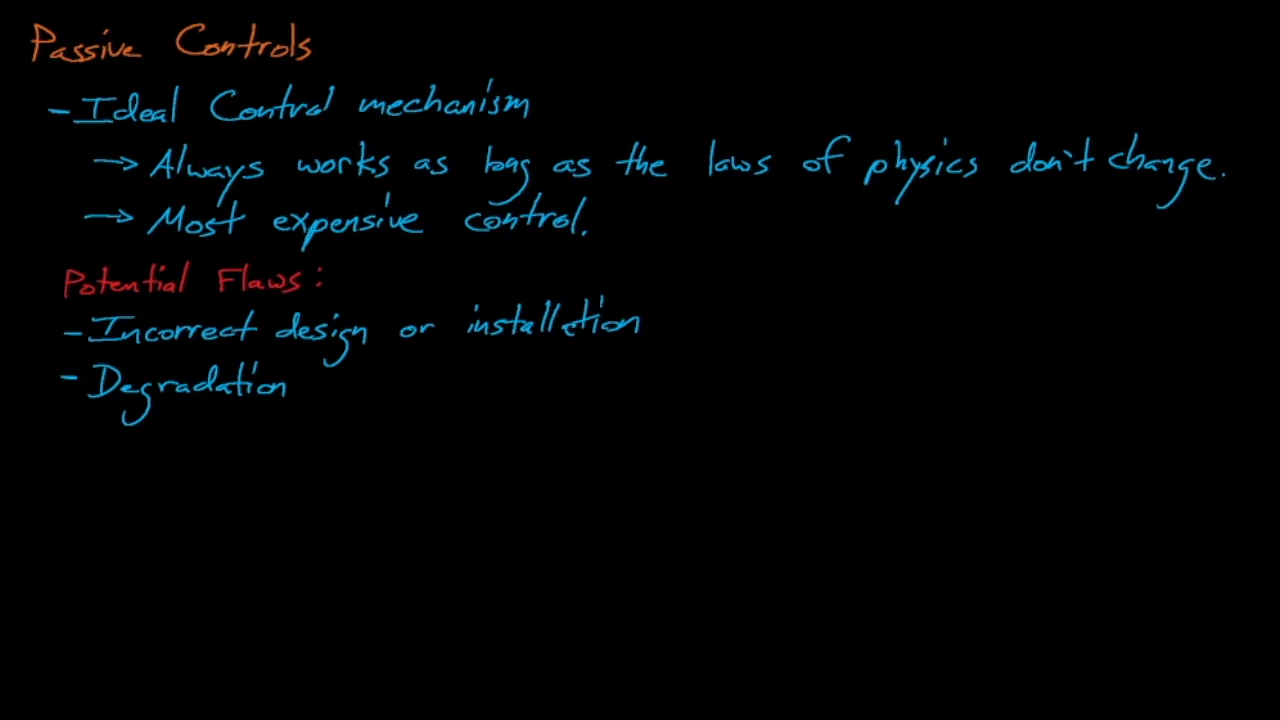 Passive Controls
- Ideal Control mechanism
→ Always works as long as the laws of physics don't change.
→ Most expensive control.
Potential Flaws:
- Incorrect design or installation
- Degradation